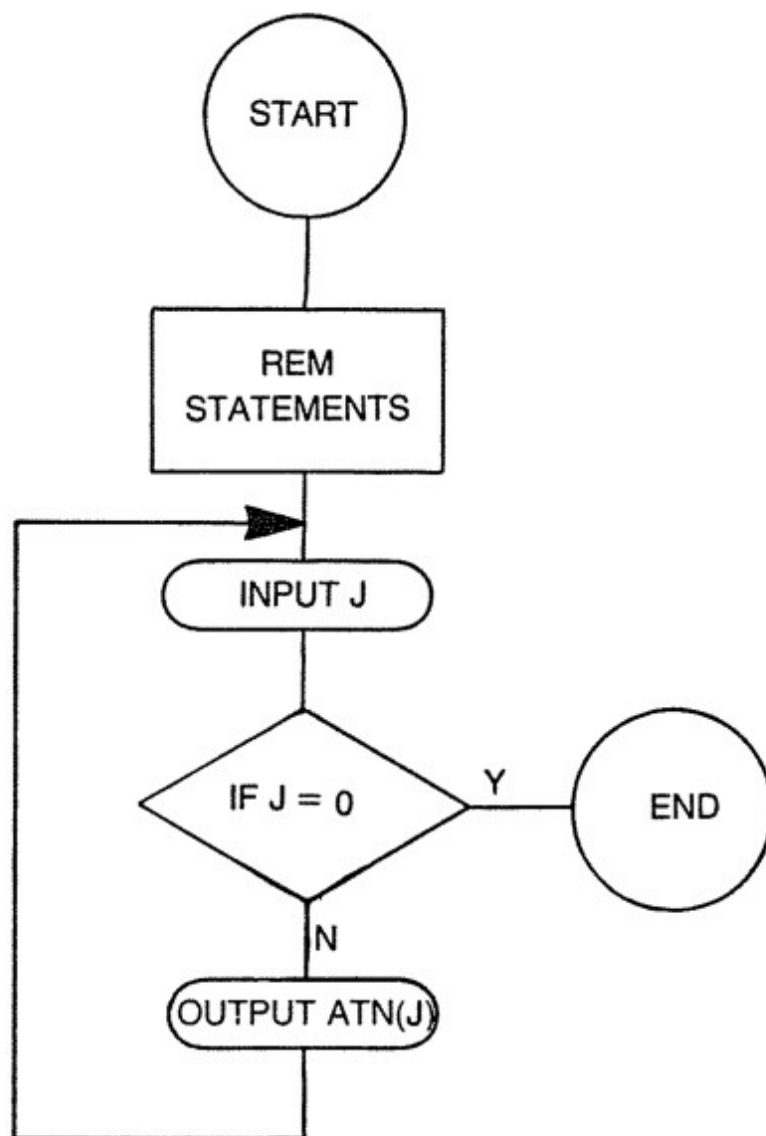 START
REM
STATEMENTS
INPUT J
IF J = 0
Y
END
N
OUTPUT ATN(J)